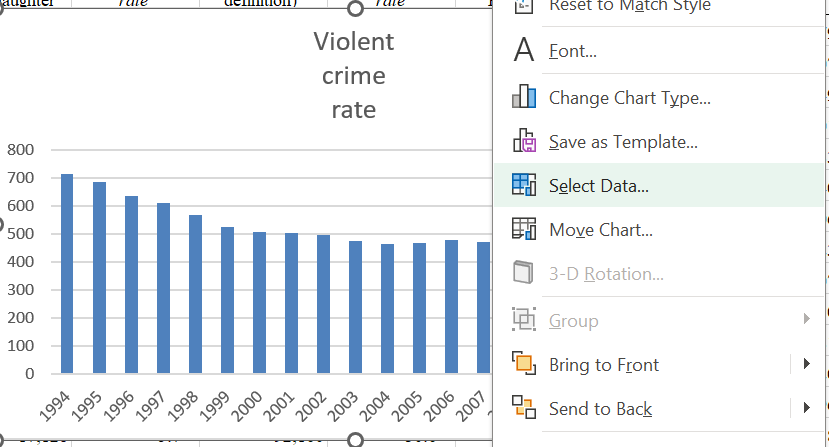 aughter
rate
definition)
rate
Violent
crime
rate
800
700
600
500
400
300
200
100
0
1994
1995
1996
1997
1998
1999
2000
2001
2002
2003
2004
2005
2006
2007
Reset to Match Style
Font...
Change Chart Type...
Save as Template...
Select Data...
Move Chart...
3-D Rotation...
Group
Bring to Front
Send to Back